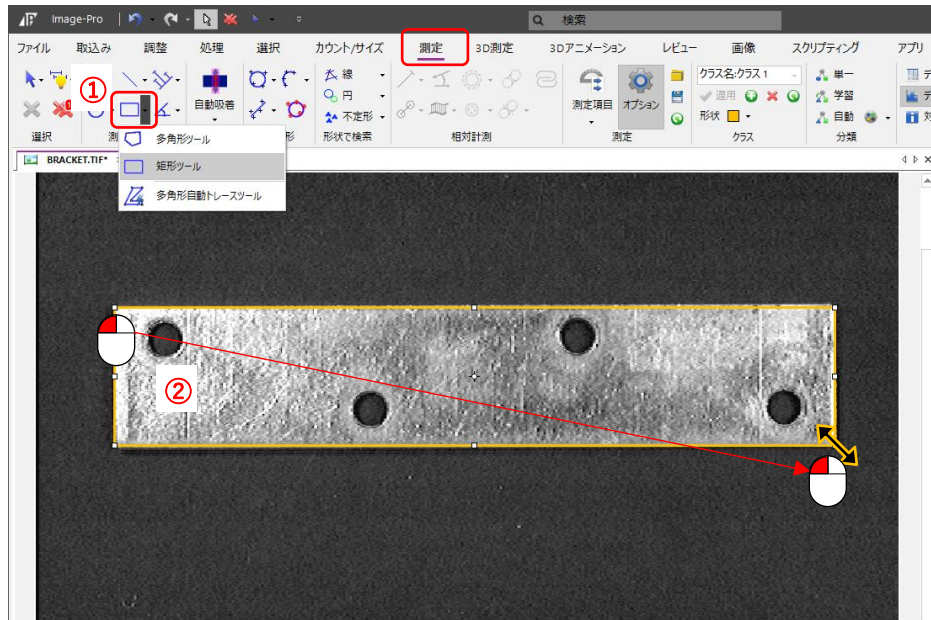 Image-Pro
検索
ファイル 取込み 調整 処理 選択 カウント/サイズ 測定 3D測定 3Dアニメーション レビュー 画像 スクリプティング アプリ
①
自動吸着
線
円
不定形
測定項目
オプション
クラス名:クラス 1
適用
形状
単一
学習
自動
デ
デ
対
選択
測
形
形状で検索
相対計測
測定
クラス
分類
多角形ツール
矩形ツール
多角形自動トレースツール
BRACKET.TIF*
②